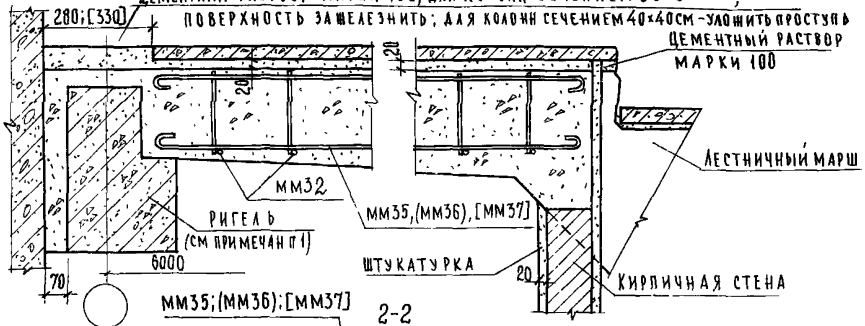 280;[330]
ПОВЕРХНОСТЬ ЗАЖЕЛЕЗНИТЬ; ДЛЯ КОЛОНН СЕЧЕНИЕМ 40×40СМ-УЛОЖИТЬ ПРОСТУПЬ
20
ЦЕМЕНТНЫЙ РАСТВОР
МАРКИ 100
20
ЛЕСТНИЧНЫЙ МАРШ
ММ32
ММ35,(ММ36),[ММ37]
РИГЕЛЬ
(СМ ПРИМЕЧАН П1)
70
6000
ШТУКАТУРКА
20
КИРПИЧНАЯ СТЕНА
ММ35;(ММ36);[ММ37]
2-2